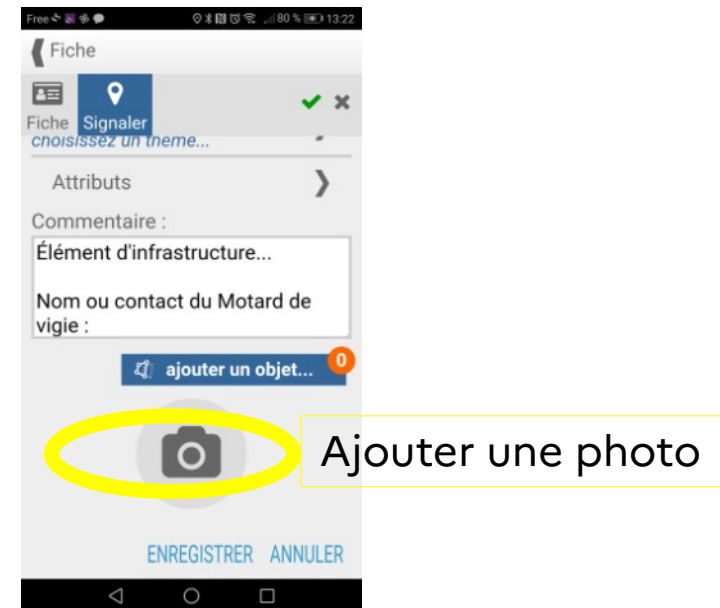 Free 80 % 13:22
Fiche
Fiche Signaler
choisissez un thème...
Attributs
Commentaire :
Élément d'infrastructure...
Nom ou contact du Motard de
vigie :
ajouter un objet... 0
Ajouter une photo
ENREGISTRER ANNULER